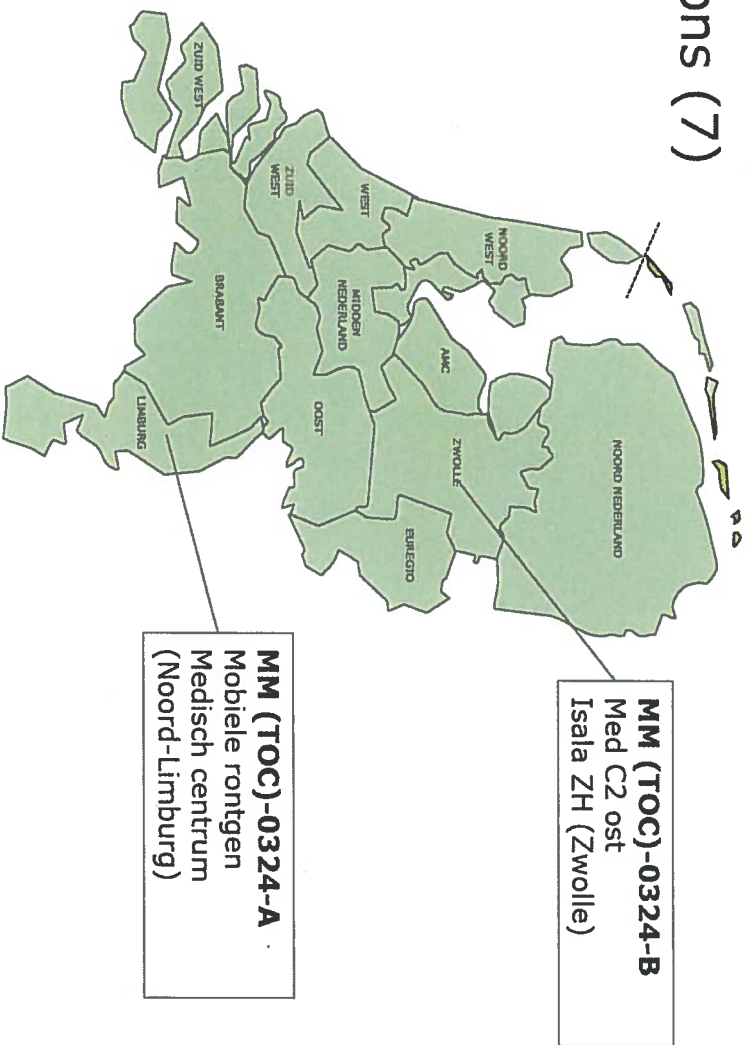 ons (7)
NOORD NEDERLAND
NOORD
WEST
AMC
ZWOLLE
WEST
MIDDEN
NEDERLAND
EUREGIO
OOST
ZUID
WEST
ZUID WEST
BRABANT
LIMBURG
MM (TOC)-0324-B
Med C2 ost
Isala ZH (Zwolle)
MM (TOC)-0324-A
Mobiele rontgen
Medisch centrum
(Noord-Limburg)